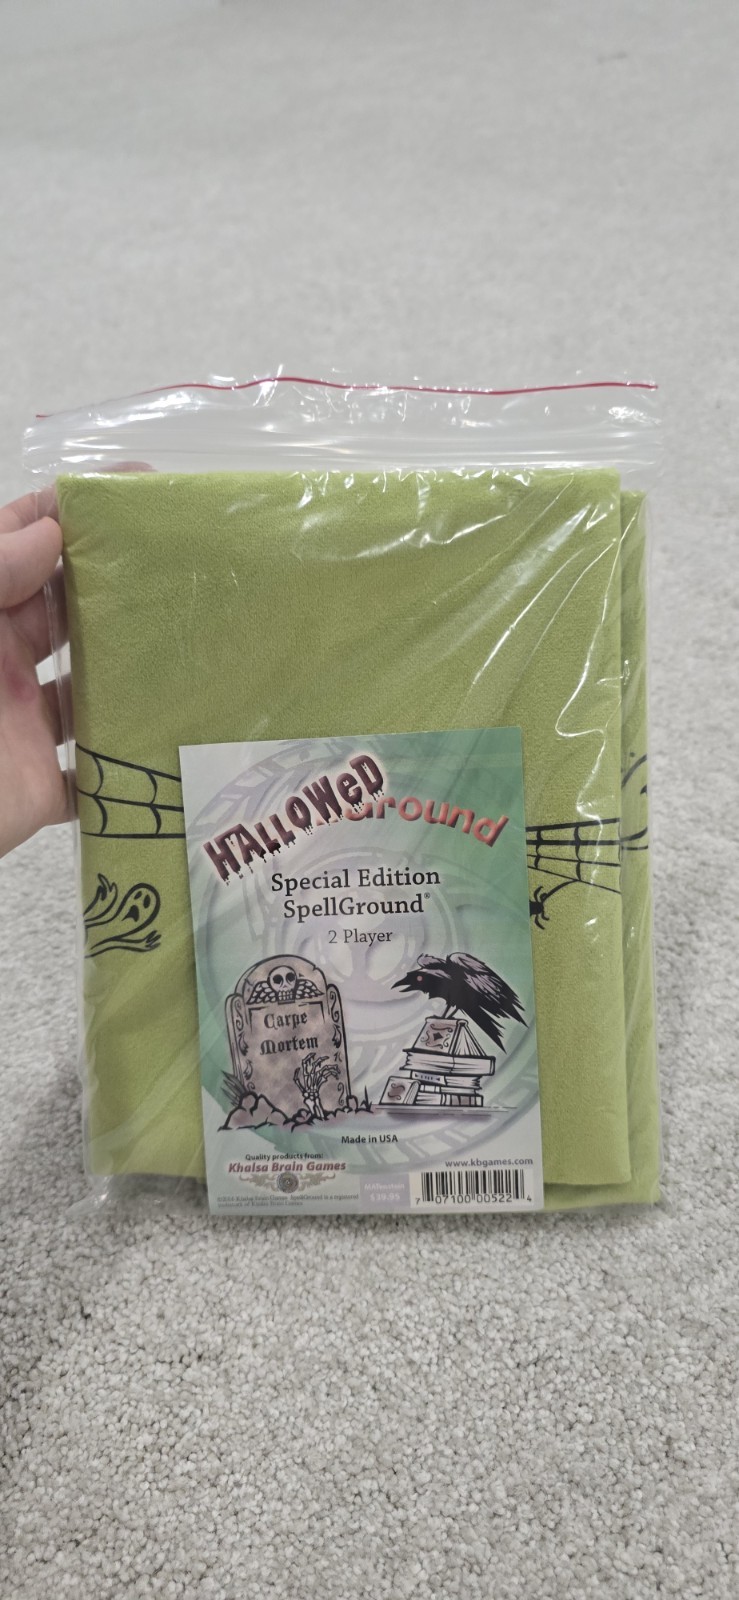 HALLOWeD Ground
Special Edition
SpellGround®
2 Player
Carpe
Mortem
Made in USA
Quality products from:
Khalsa Brain Games
www.kbgames.com
$39.95
7 07100 00522 4